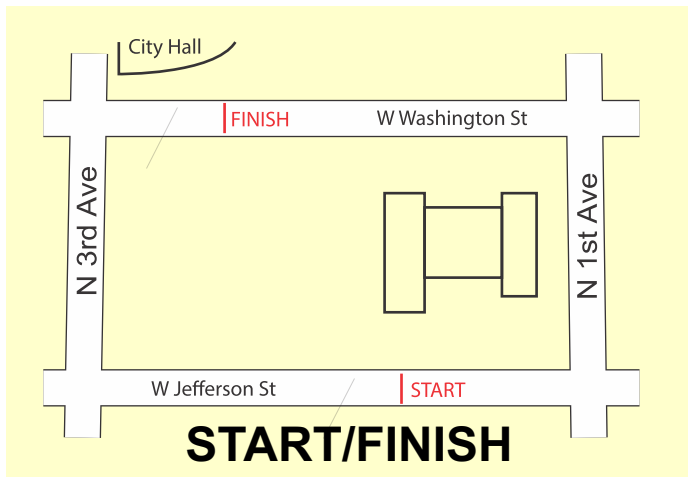 City Hall
FINISH
W Washington St
N 3rd Ave
N 1st Ave
W Jefferson St
START
START/FINISH